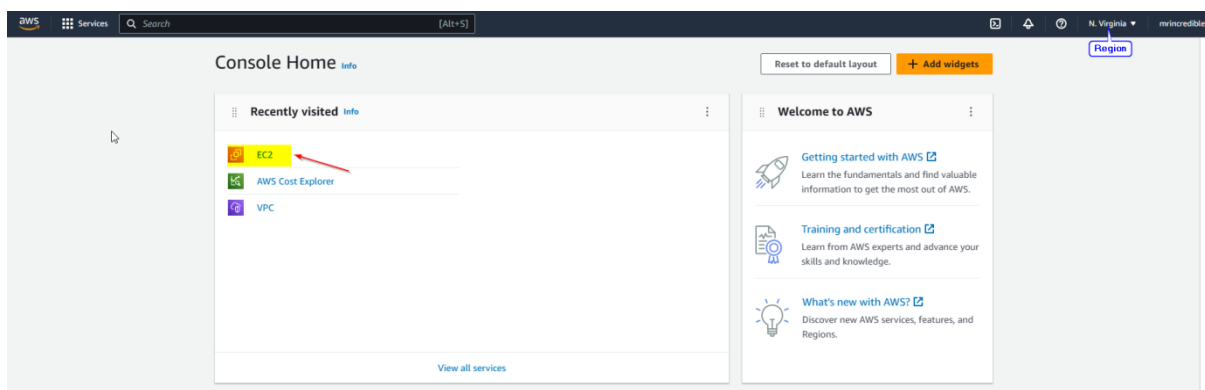 aws Services Search [Alt+S] N. Virginia ▼ mrincredible
Region
Console Home Info
Reset to default layout
+ Add widgets
Recently visited Info
EC2
AWS Cost Explorer
VPC
View all services
Welcome to AWS
Getting started with AWS
Learn the fundamentals and find valuable
information to get the most out of AWS.
Training and certification
Learn from AWS experts and advance your
skills and knowledge.
What's new with AWS?
Discover new AWS services, features, and
Regions.